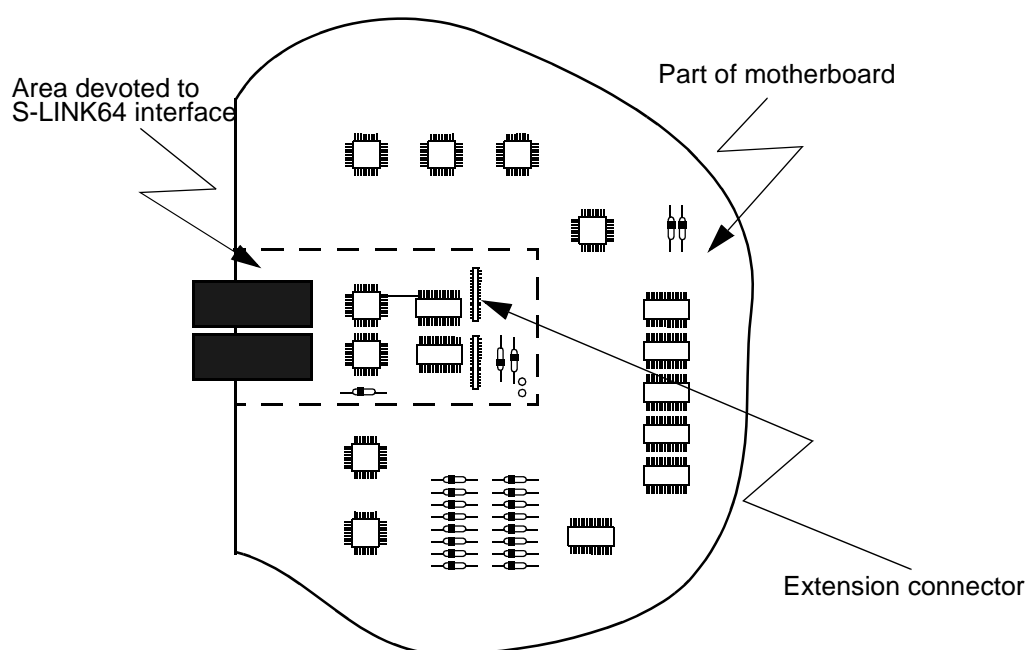 Area devoted to
S-LINK64 interface
Part of motherboard
Extension connector